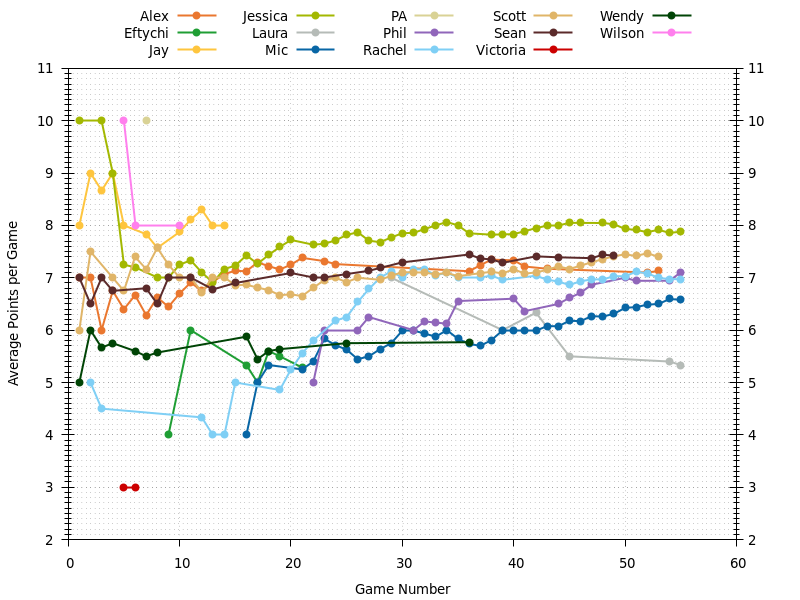 Alex Jessica PA Scott Wendy
Eftychi Laura Phil Sean Wilson
Jay Mic Rachel Victoria
11 11
10 10
9 9
8 8
7 7
6 6
5 5
4 4
3 3
2 2
0 10 20 30 40 50 60
Average Points per Game
Game Number